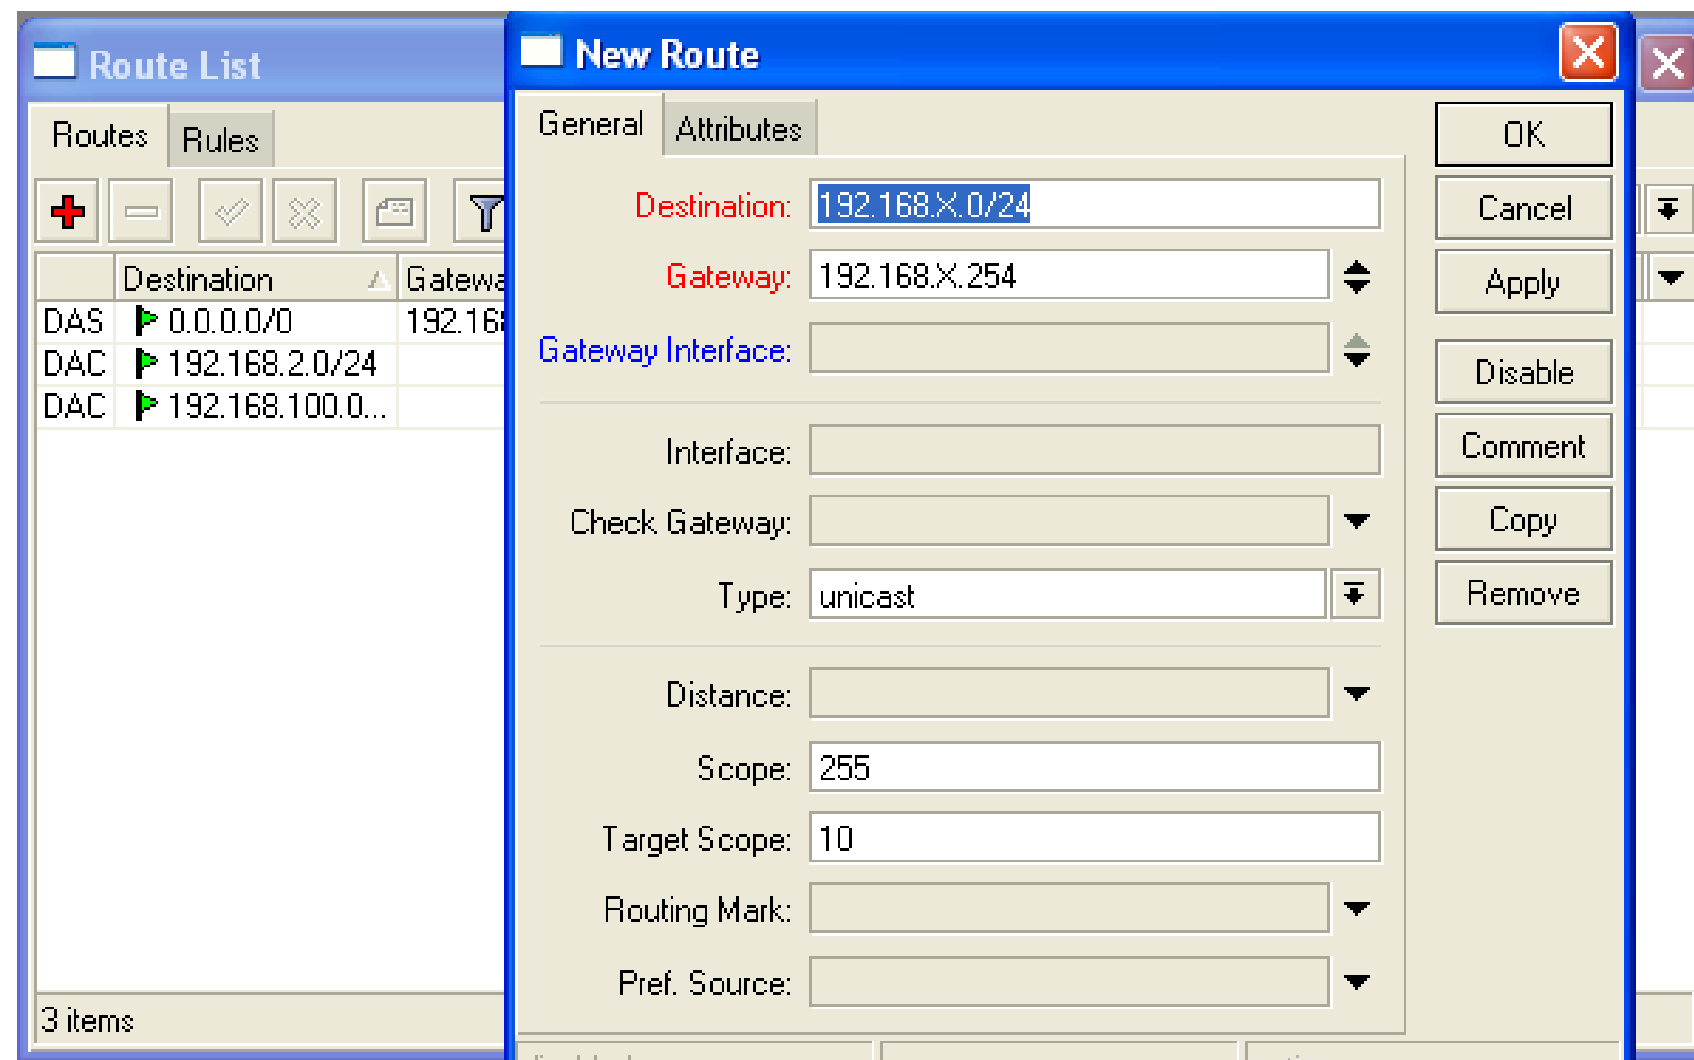 Route List
Routes
Rules
Destination
Gatewa
DAS 0.0.0.0/0 192.168
DAC 192.168.2.0/24
DAC 192.168.100.0...
3 items
New Route
General
Attributes
Destination: 192.168.X.0/24
Gateway: 192.168.X.254
Gateway Interface:
Interface:
Check Gateway:
Type: unicast
Distance:
Scope: 255
Target Scope: 10
Routing Mark:
Pref. Source:
OK
Cancel
Apply
Disable
Comment
Copy
Remove